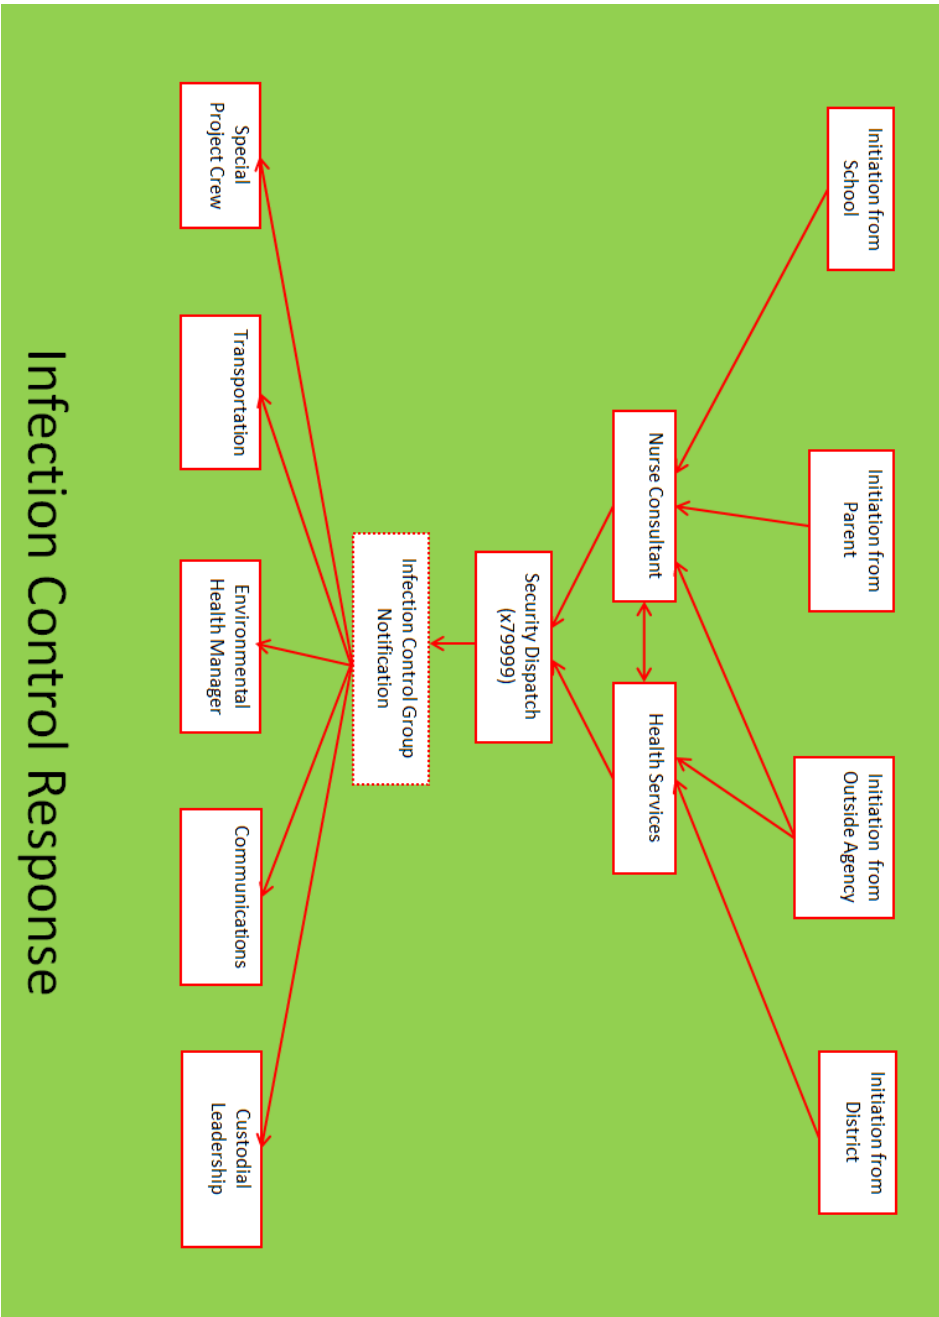 Initiation from
School
Initiation from
Parent
Initiation from
Outside Agency
Initiation from
District
Nurse Consultant
Health Services
Security Dispatch
(x79999)
Infection Control Group
Notification
Special
Project Crew
Transportation
Environmental
Health Manager
Communications
Custodial
Leadership
Infection Control Response